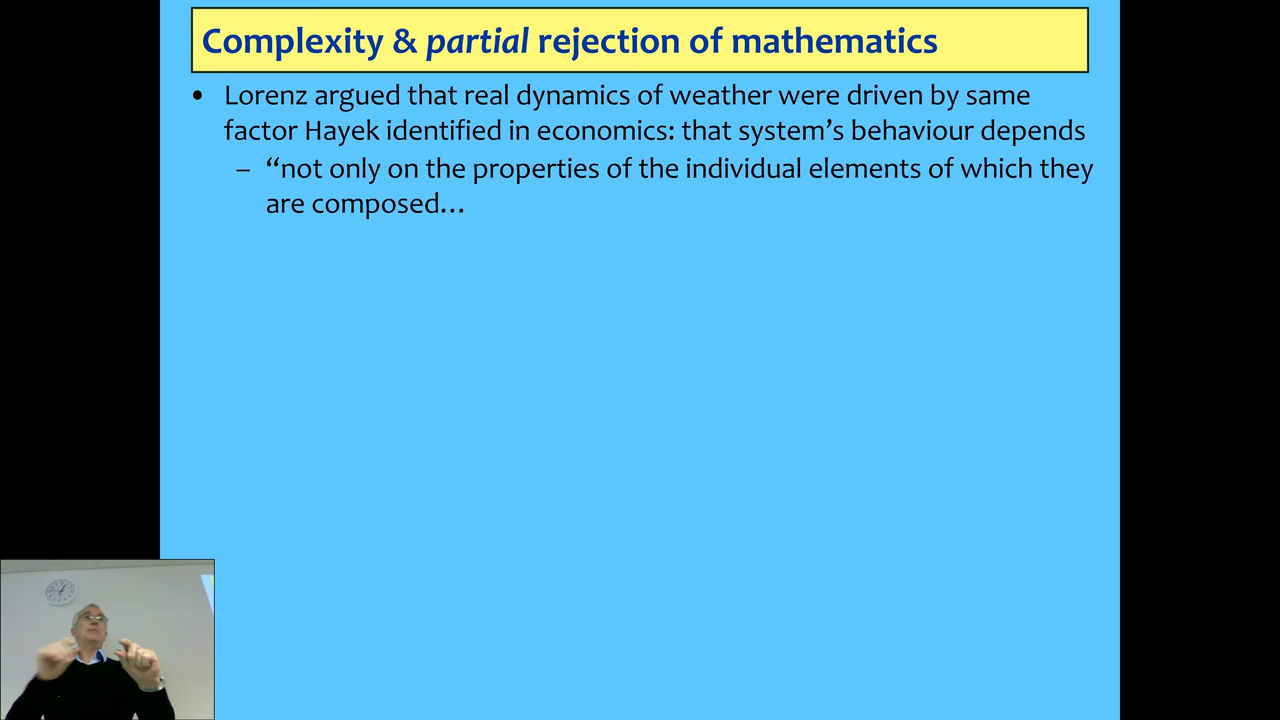 Complexity & partial rejection of mathematics
• Lorenz argued that real dynamics of weather were driven by same
factor Hayek identified in economics: that system’s behaviour depends
– “not only on the properties of the individual elements of which they
are composed…